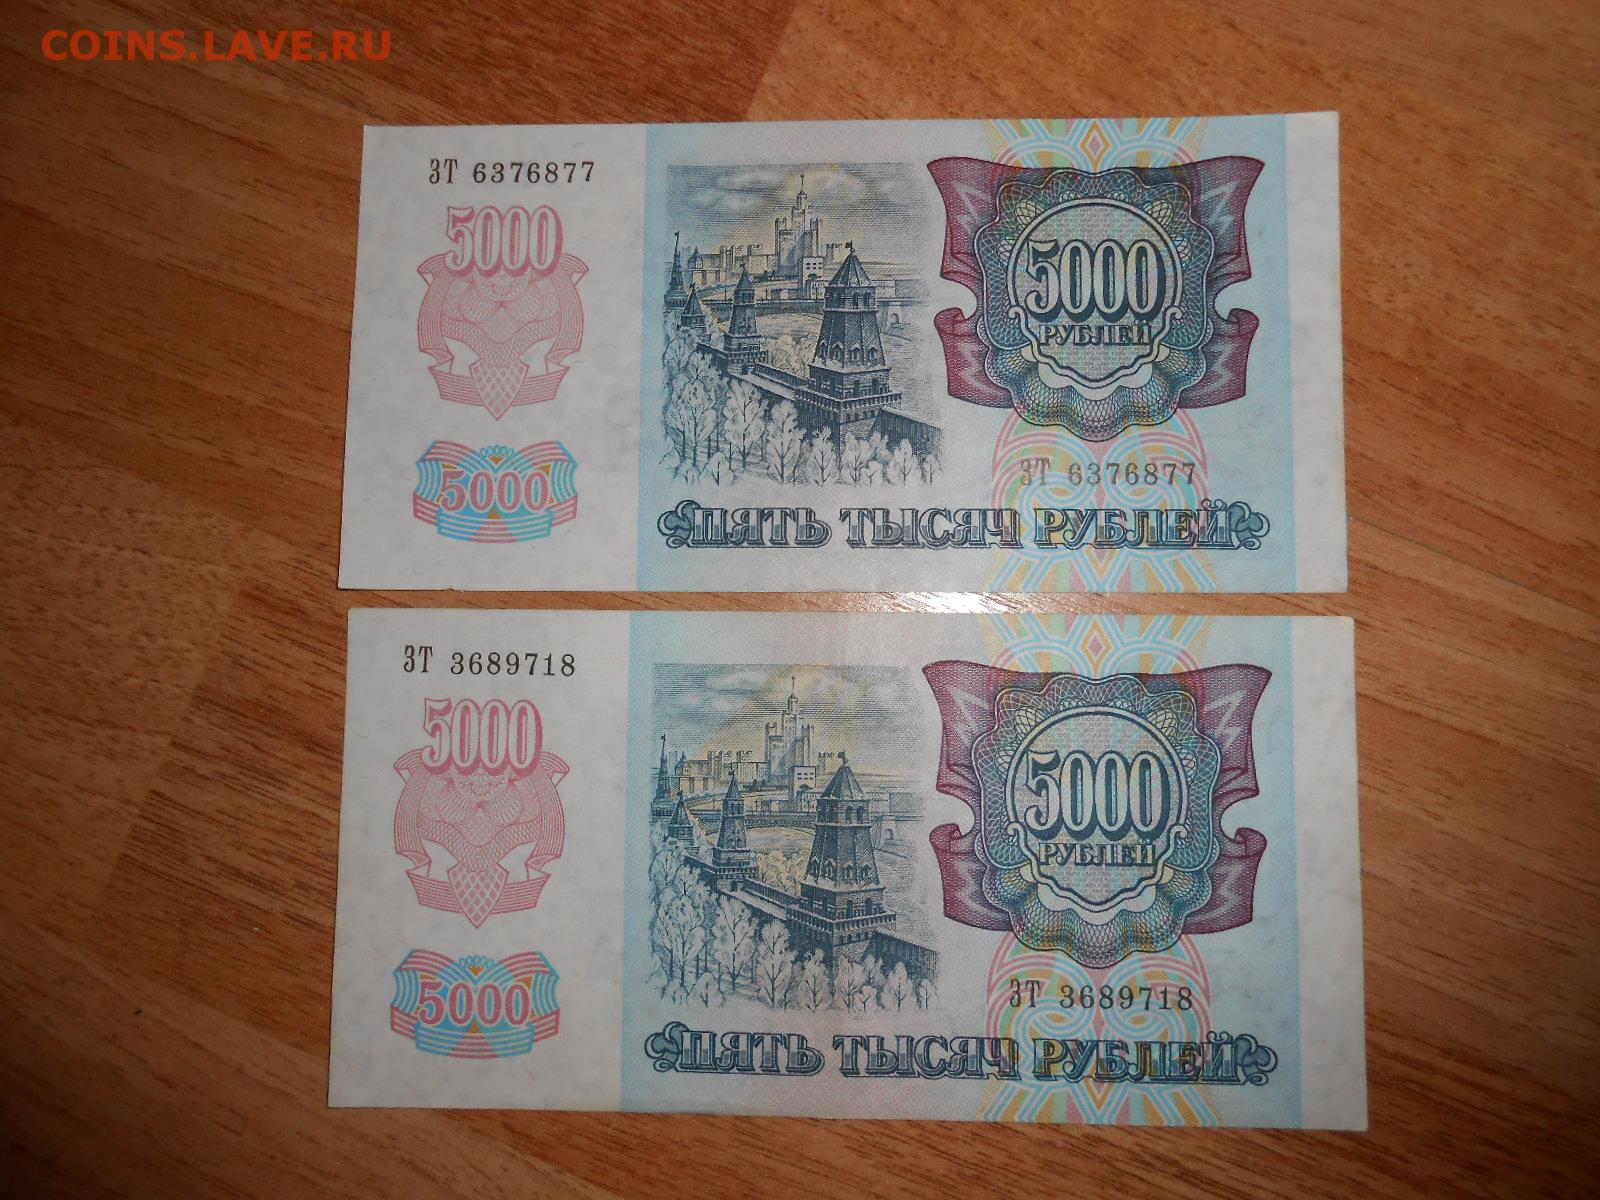 COINS.LAVE.RU
ЗТ 6376877
5000
5000
РУБЛЕЙ
5000
ЗТ 6376877
ПЯТЬ ТЫСЯЧ РУБЛЕЙ
ЗТ 3689718
5000
5000
РУБЛЕЙ
5000
ЗТ 3689718
ПЯТЬ ТЫСЯЧ РУБЛЕЙ